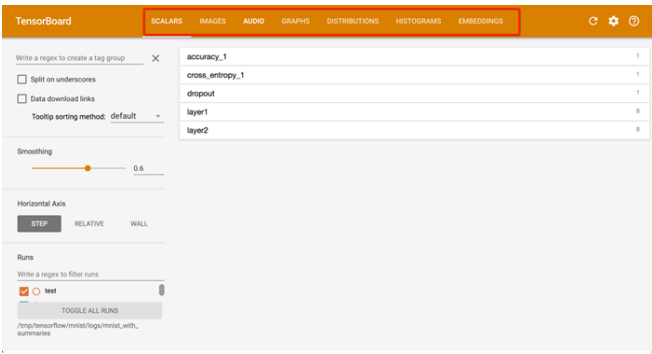 TensorBoard
SCALARS IMAGES AUDIO GRAPHS DISTRIBUTIONS HISTOGRAMS EMBEDDINGS
Write a regex to create a tag group
Split on underscores
Data download links
Tooltip sorting method: default
Smoothing
0.6
Horizontal Axis
STEP RELATIVE WALL
Runs
Write a regex to filter runs
test
TOGGLE ALL RUNS
/tmp/tensorflow/mnist/logs/mnist_with_
summaries
accuracy_1 1
cross_entropy_1 1
dropout 1
layer1 8
layer2 8